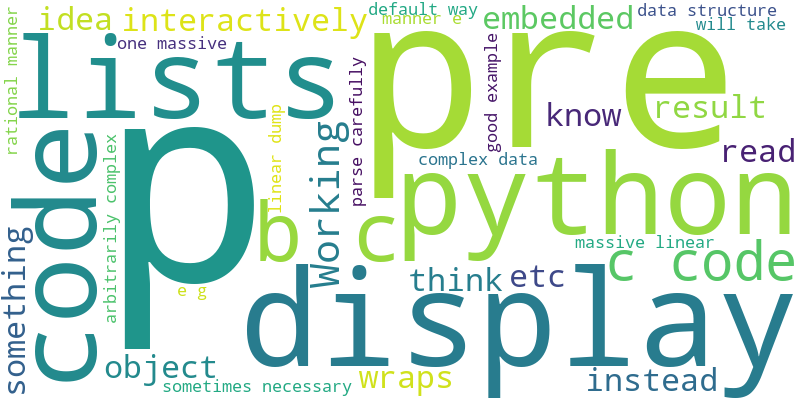 default way
manner e
data structure
will take
idea
interactively
embedded
one massive
rational manner
lists
pre
good example
know
result
read
parse carefully
linear dump
complex data
code
p
arbitrarily complex
Working
b c
python
massive linear
c code
something
e g
think
etc
display
object
sometimes necessary
wraps
instead